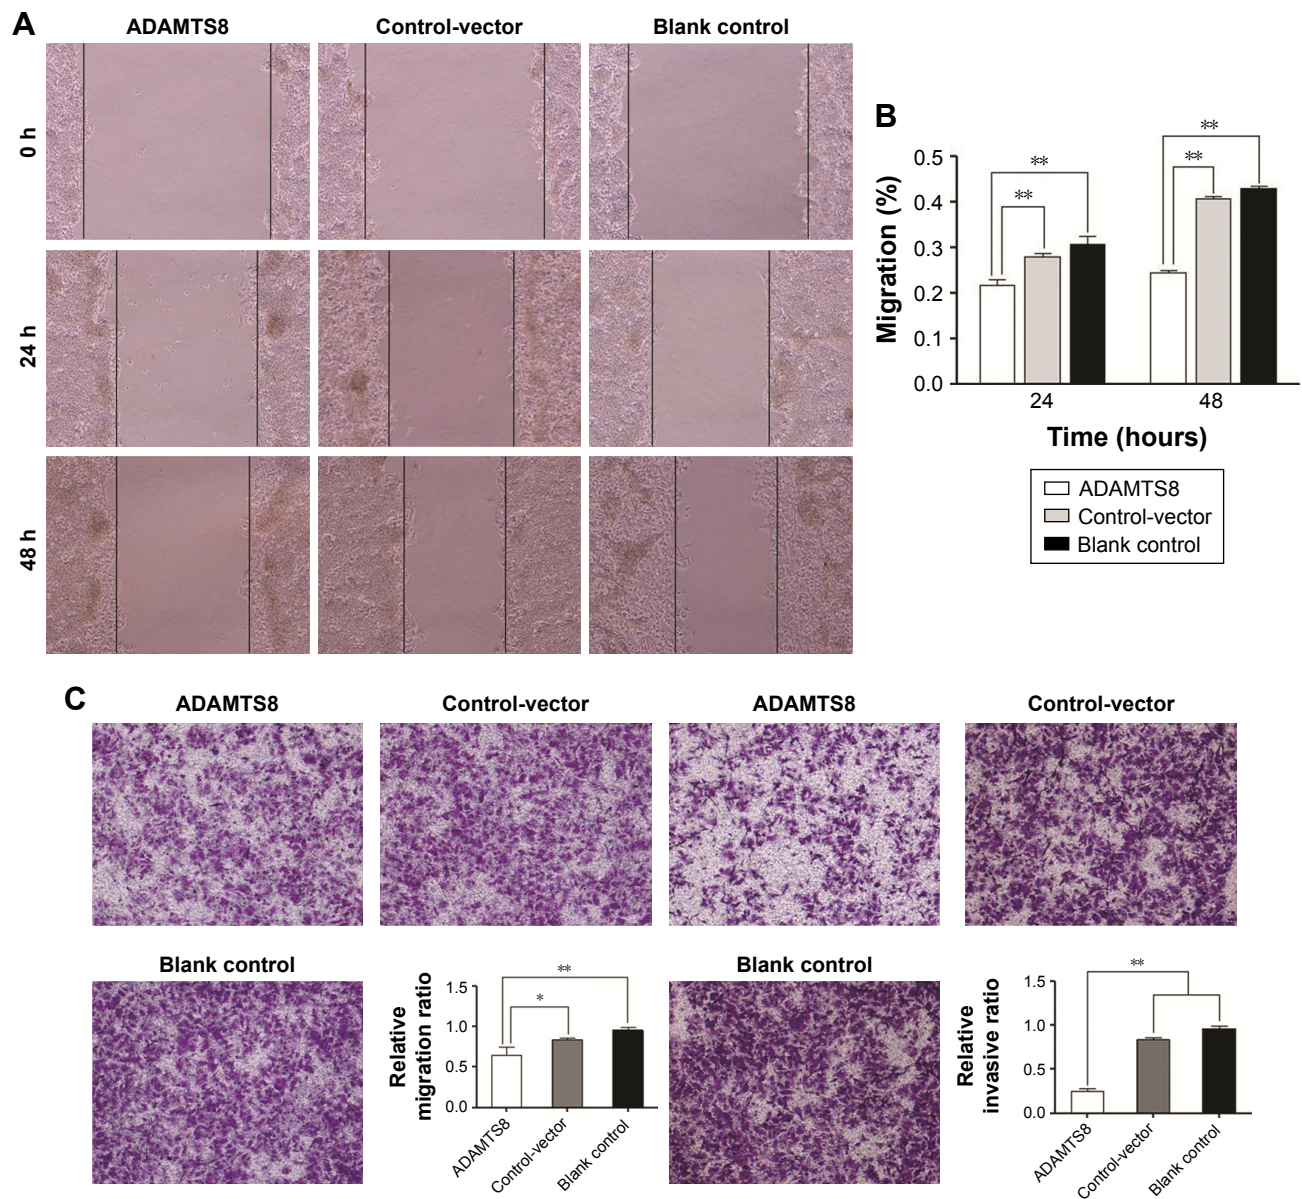 A
ADAMTS8 Control-vector Blank control
0 h
24 h
48 h
B
** ** ** **
Migration (%)
0.5
0.4
0.3
0.2
0.1
0.0
24 48
Time (hours)
ADAMTS8
Control-vector
Blank control
C
ADAMTS8 Control-vector ADAMTS8 Control-vector
Blank control
Relative
migration ratio
1.5
1.0
0.5
0.0
**
*
ADAMTS8
Control-vector
Blank control
Blank control
Relative
invasive ratio
1.5
1.0
0.5
0.0
**
ADAMTS8
Control-vector
Blank control